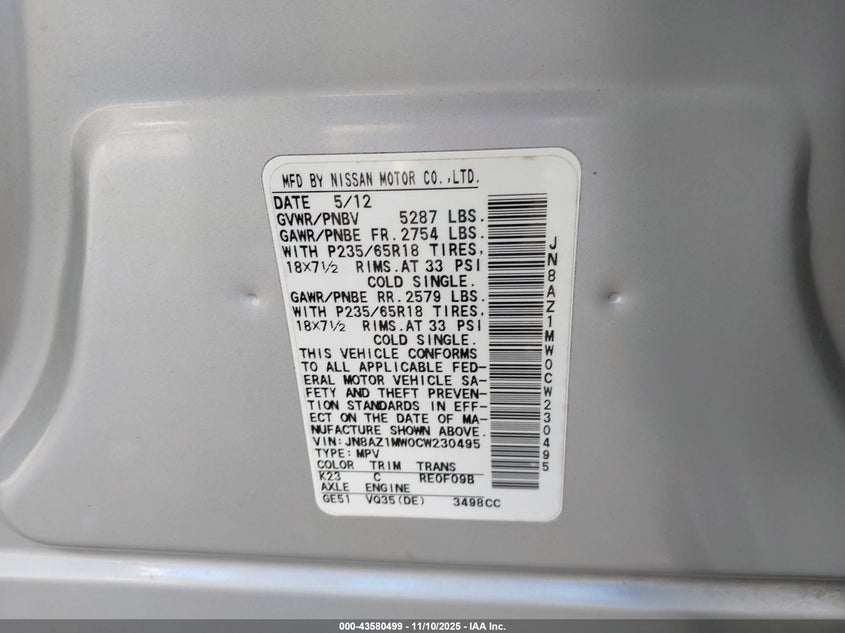 MFD BY NISSAN MOTOR CO.,LTD.
DATE 5/12
GVWR/PNBV 5287 LBS.
GAWR/PNBE FR.2754 LBS.
WITH P235/65R18 TIRES,
18X7½ RIMS.AT 33 PSI
COLD SINGLE.
GAWR/PNBE RR.2579 LBS.
WITH P235/65R18 TIRES,
18X7½ RIMS.AT 33 PSI
COLD SINGLE.
THIS VEHICLE CONFORMS
TO ALL APPLICABLE FED-
ERAL MOTOR VEHICLE SA-
FETY AND THEFT PREVEN-
TION STANDARDS IN EFF-
ECT ON THE DATE OF MA-
NUFACTURE SHOWN ABOVE.
VIN:JN8AZ1MW0CW230495
TYPE:MPV
COLOR TRIM TRANS
K23 C RE0F09B
AXLE ENGINE
GE51 VQ35(DE) 3498CC
JN8AZ1MW0CW230495
000-43580499 — 11/10/2025 — IAA Inc.